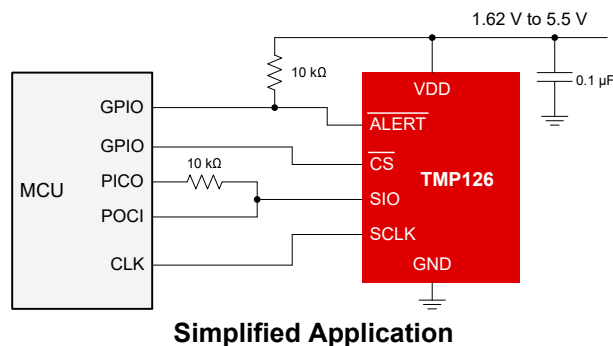 1.62 V to 5.5 V
10 kΩ
0.1 µF
VDD
GPIO
ALERT
GPIO
CS
10 kΩ
TMP126
PICO
MCU
SIO
POCI
SCLK
CLK
GND
Simplified Application